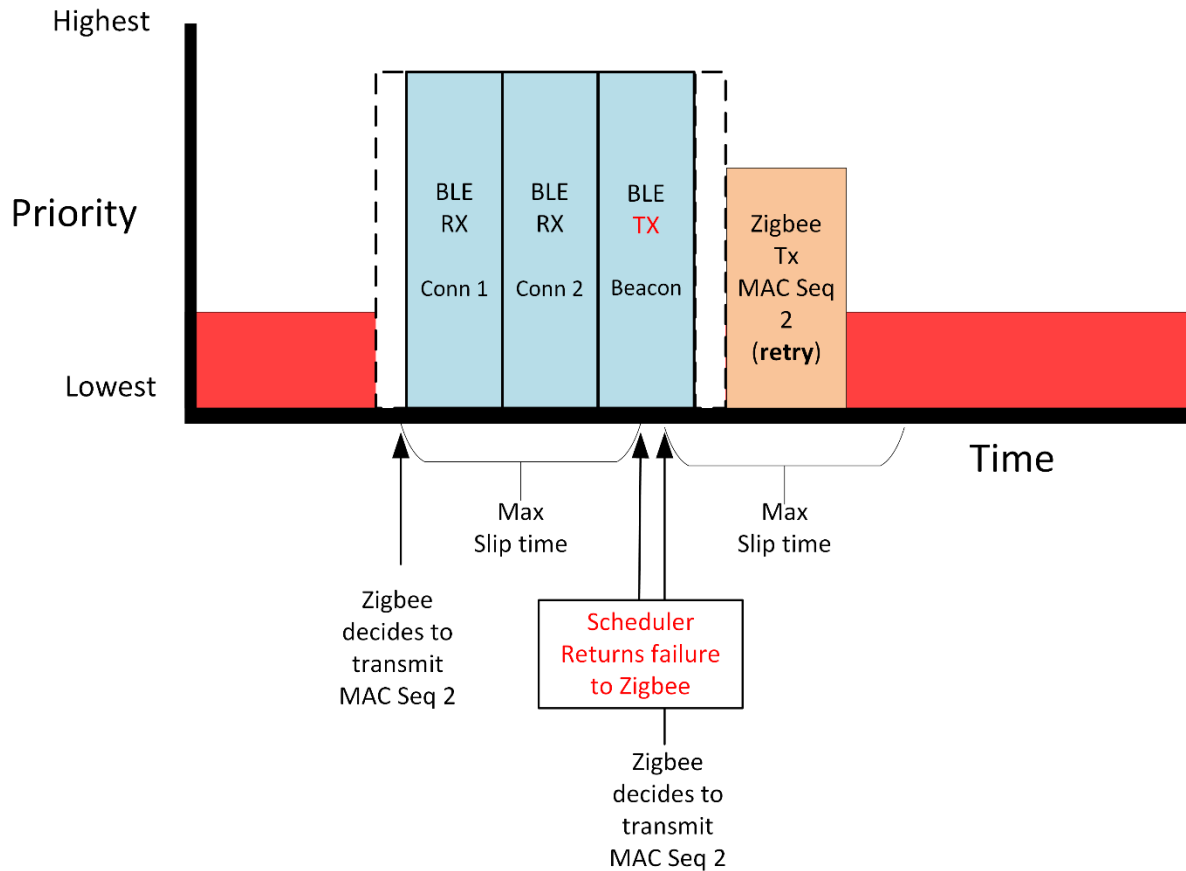 Highest
Priority
Lowest
BLE
RX
Conn 1
BLE
RX
Conn 2
BLE
TX
Beacon
Zigbee
Tx
MAC Seq
2
(retry)
Time
Max
Slip time
Max
Slip time
Zigbee
decides to
transmit
MAC Seq 2
Scheduler
Returns failure
to Zigbee
Zigbee
decides to
transmit
MAC Seq 2